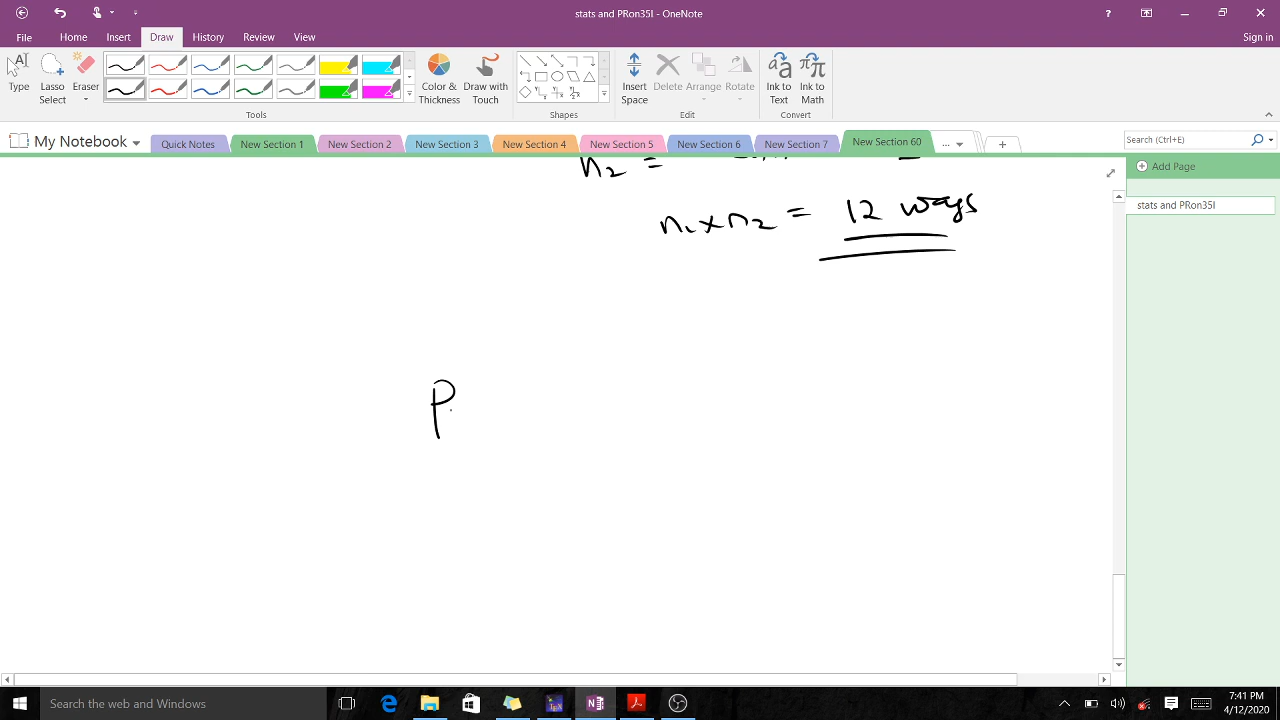 stats and PRon35I - OneNote
File Home Insert Draw History Review View Sign in
Type Lasso Select Eraser Color & Thickness Draw with Touch Insert Space Delete Arrange Rotate Ink to Text Ink to Math
Tools Shapes Edit Convert
My Notebook Quick Notes New Section 1 New Section 2 New Section 3 New Section 4 New Section 5 New Section 6 New Section 7 New Section 60 ... Search (Ctrl+E)
Add Page
stats and PRon35I
n2 =
n1 x n2 = 12 ways
P
Search the web and Windows
7:41 PM
4/12/2020